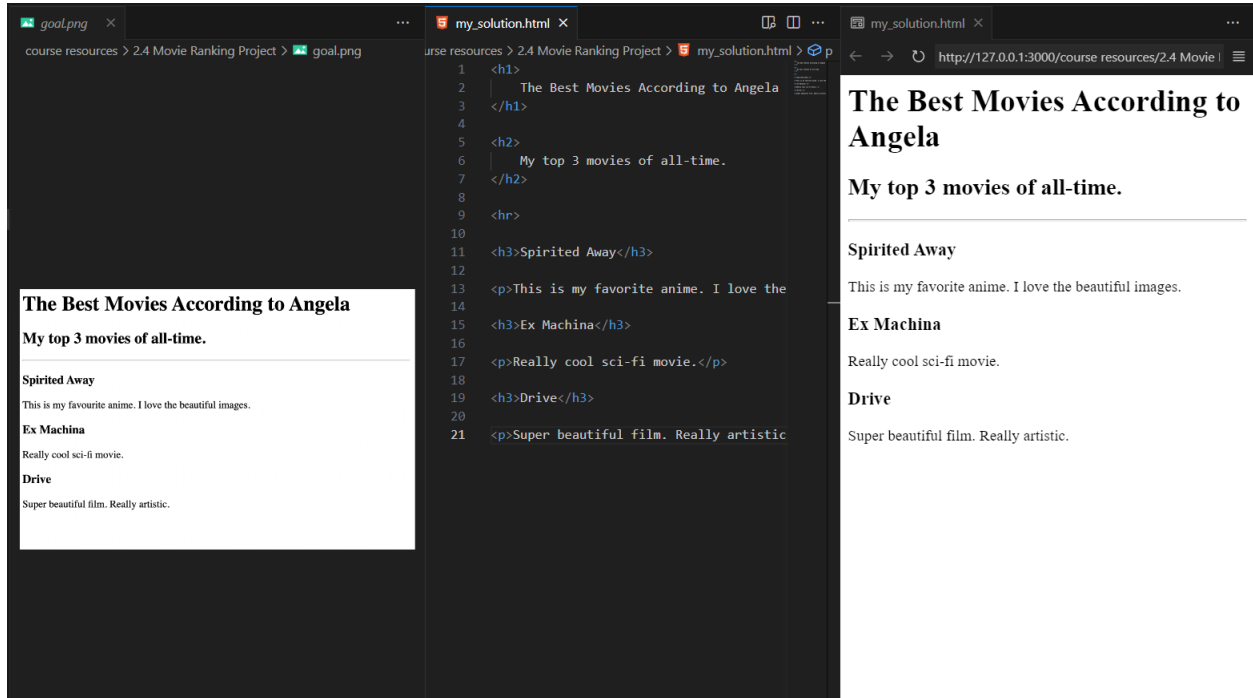 goal.png
course resources > 2.4 Movie Ranking Project > goal.png
The Best Movies According to Angela
My top 3 movies of all-time.
Spirited Away
This is my favourite anime. I love the beautiful images.
Ex Machina
Really cool sci-fi movie.
Drive
Super beautiful film. Really artistic.
my_solution.html
urse resources > 2.4 Movie Ranking Project > my_solution.html > p
1 <h1>
2 The Best Movies According to Angela
3 </h1>
4
5 <h2>
6 My top 3 movies of all-time.
7 </h2>
8
9 <hr>
10
11 <h3>Spirited Away</h3>
12
13 <p>This is my favorite anime. I love the
14
15 <h3>Ex Machina</h3>
16
17 <p>Really cool sci-fi movie.</p>
18
19 <h3>Drive</h3>
20
21 <p>Super beautiful film. Really artistic
my_solution.html
http://127.0.0.1:3000/course resources/2.4 Movie
The Best Movies According to
Angela
My top 3 movies of all-time.
Spirited Away
This is my favorite anime. I love the beautiful images.
Ex Machina
Really cool sci-fi movie.
Drive
Super beautiful film. Really artistic.